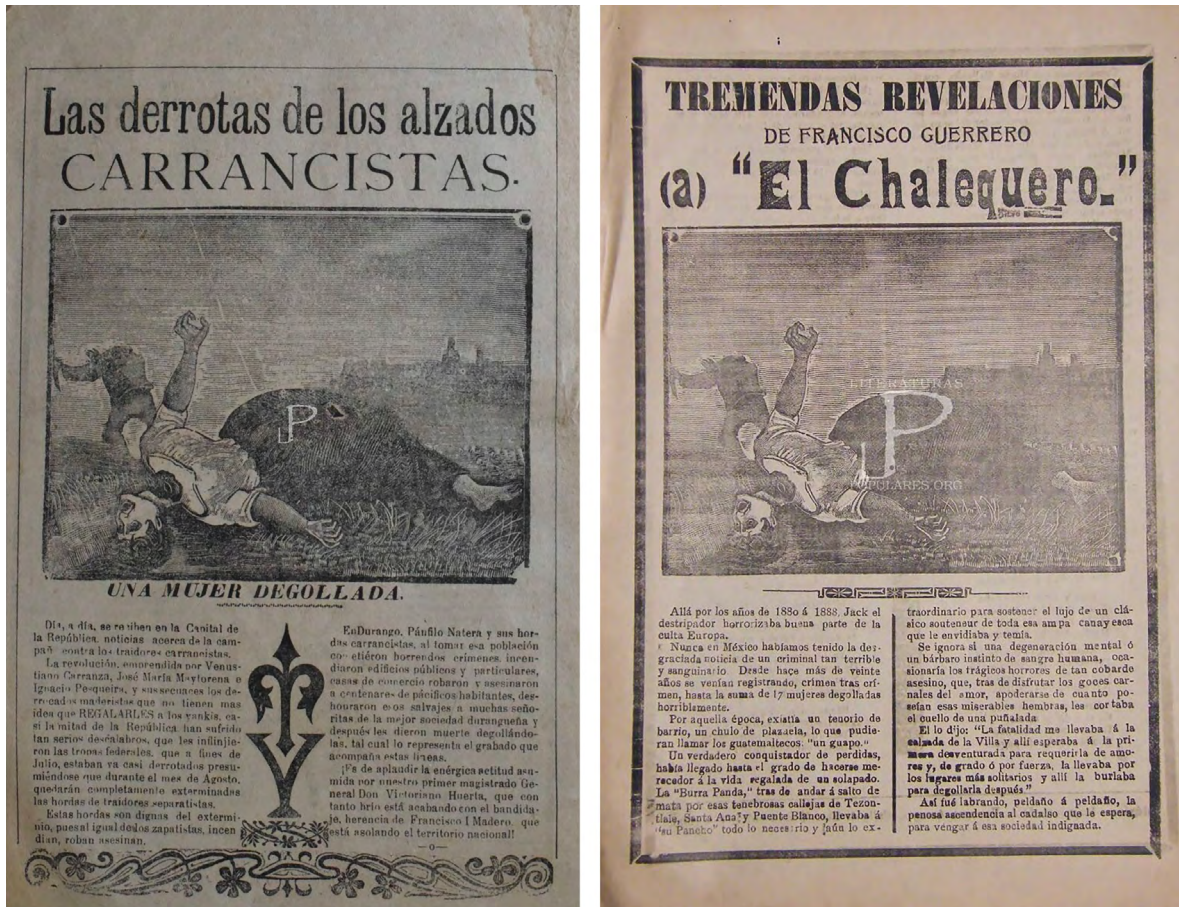 Las derrotas de los alzados
CARRANCISTAS.
P
UNA MUJER DEGOLLADA.
Día, a día, se reciben en la Capital de
la República, noticias acerca de la cam-
pañ contra los traidores carrancistas.
La revolución, emprendida por Venus-
tiano Carranza, José María Maytorena e
Ignacio Pesqueira, y sus secuaces los de-
rrocados maderistas que no tienen mas
idea que REGALARLES a los yankis, ca-
si la mitad de la República han sufrido
tan serios descalabros, que les infiinjie-
ron las tropas federales, que a fines de
Julio, estaban ya casi derrotados presu-
miéndose que durante el mes de Agosto,
quedarán completamente exterminadas
las hordas de traidores separatistas.
Estas hordas son dignas del extermi-
nio, pues al igual de los zapatistas, incen
dian, roban asesinan.
EnDurango, Pánfilo Natera y sus hor-
das carrancistas, al tomar esa población
cometiéron horrendos crímenes, incen-
diaron edificios públicos y particulares,
casas de comercio robaron y asesinaron
a centenares de pácificos habitantes, des-
honraron esos salvajes a muchas seño-
ritas de la mejor sociedad durangueña y
después les dieron muerte degollándo-
las, tal cual lo representa el grabado que
acompaña estas líneas.
¡Es de aplaudir la enérgica actitud asu-
mida por nuestro primer magistrado Ge-
neral Don Victoriano Huerta, que con
tanto brío está acabando con el bandida-
je, herencia de Francisco I Madero, que
está asolando el territorio nacional!
—o—
TREMENDAS REVELACIONES
DE FRANCISCO GUERRERO
(a) "El Chalequero."
LITERATURAS
P
POPULARES.ORG
Allá por los años de 1880 á 1888, Jack el
destripador horrorizaba buena parte de la
culta Europa.
Nunca en México habíamos tenido la des-
graciada noticia de un criminal tan terrible
y sanguinario. Desde hace más de veinte
años se venían registrando, crimen tras crí-
men, hasta la suma de 17 mujeres degolladas
horriblemente.
Por aquella época, existía un tenorio de
barrio, un chulo de plazuela, lo que pudie-
ran llamar los guatemaltecos: "un guapo."
Un verdadero conquistador de perdidas,
había llegado hasta el grado de hacerse me-
recedor á la vida regalada de un solapado.
La "Burra Panda," tras de andar á salto de
mata por esas tenebrosas callejas de Tezon-
tlale, Santa Ana y Puente Blanco, llevaba á
"su Pancho" todo lo necesario y aún lo ex-
traordinario para sostener el lujo de un clá-
sico souteneur de toda esa ampa canayesca
que le envidiaba y temía.
Se ignora si una degeneración mental ó
un bárbaro instinto de sangre humana, oca-
sionaría los trágicos horrores de tan cobarde
asesino, que, tras de disfrutar los goces car-
nales del amor, apoderarse de cuanto po-
seían esas miserables hembras, les cortaba
el cuello de una puñalada
El lo dijo: "La fatalidad me llevaba á la
calzada de la Villa y allí esperaba á la pri-
mera desventurada para requerirla de amo-
res y, de grado ó por fuerza, la llevaba por
los lugares más solitarios y allí la burlaba
para degollarla después."
Así fué labrando, peldaño á peldaño, la
penosa ascendencia al cadalso que le espera,
para vengar á esa sociedad indignada.